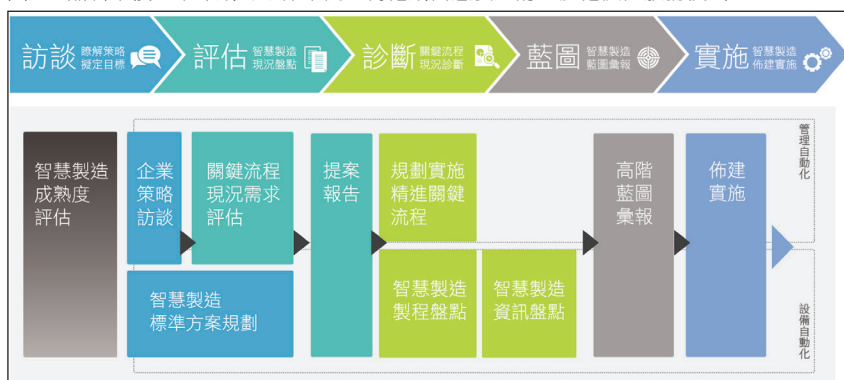 訪談
瞭解策略
擬定目標
評估
智慧製造
現況盤點
診斷
關鍵流程
現況診斷
藍圖
智慧製造
藍圖彙報
實施
智慧製造
佈建實施
智慧製造
成熟度
評估
企業
策略
訪談
關鍵流程
現況需求
評估
提案
報告
規劃實施
精進關鍵
流程
高階
藍圖
彙報
佈建
實施
管理自動化
智慧製造
標準方案規劃
智慧製造
製程盤點
智慧製造
資訊盤點
設備自動化